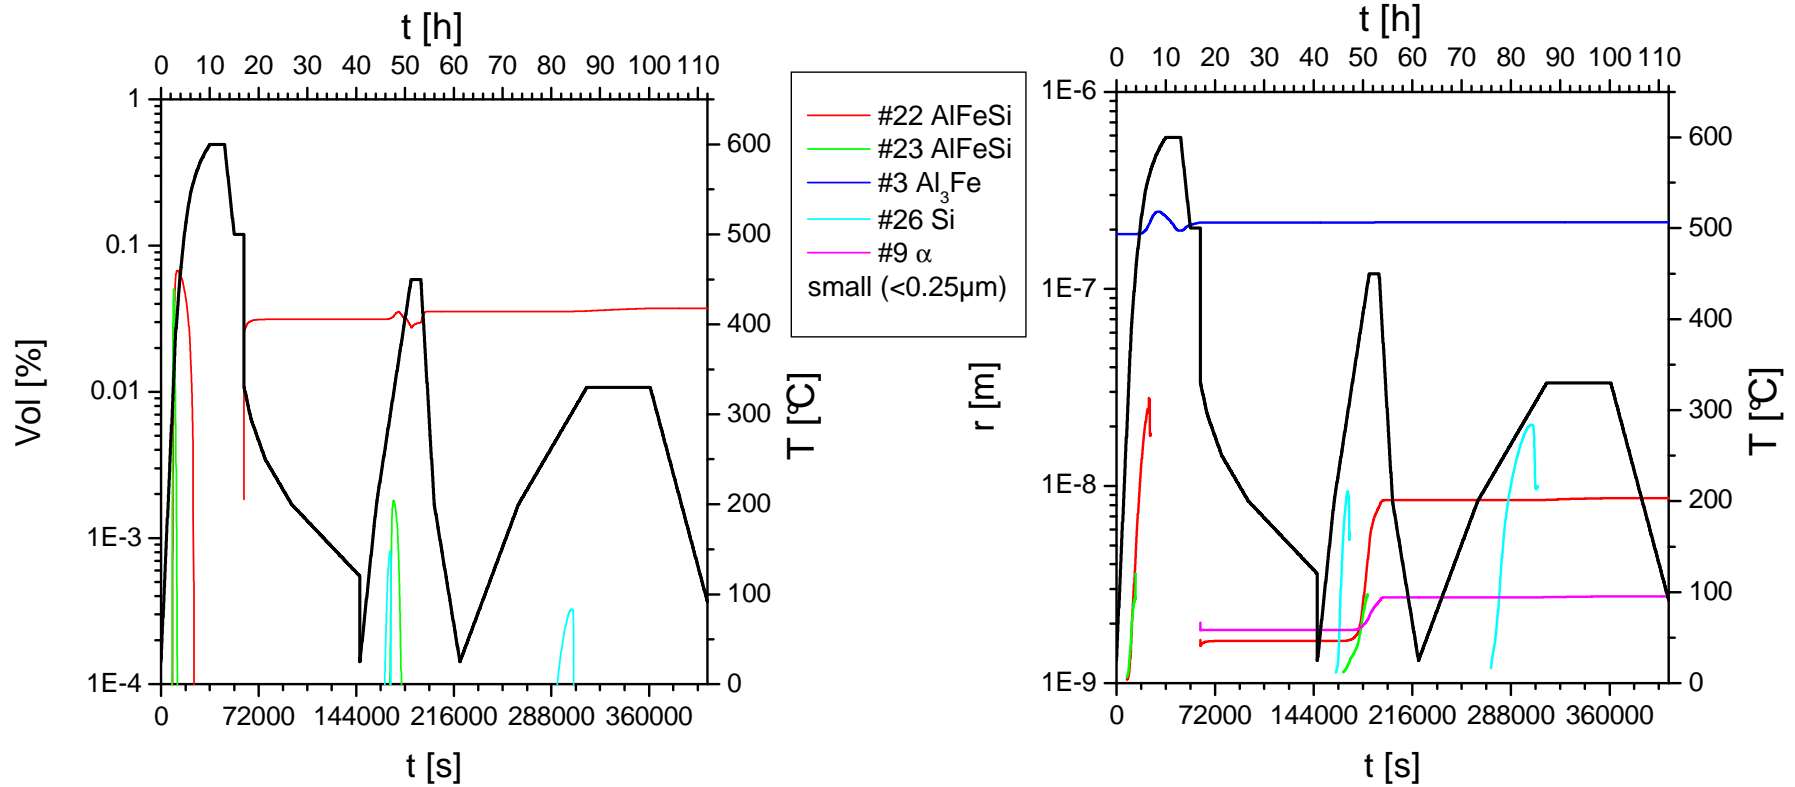 t [h]
0 10 20 30 40 50 60 70 80 90 100 110
1
0.1
0.01
1E-3
1E-4
Vol [%]
600
500
400
300
200
100
0
T [°C]
0 72000 144000 216000 288000 360000
t [s]
#22 AlFeSi
#23 AlFeSi
#3 Al₃Fe
#26 Si
#9 α
small (<0.25µm)
t [h]
0 10 20 30 40 50 60 70 80 90 100 110
1E-6
1E-7
1E-8
1E-9
r [m]
600
500
400
300
200
100
0
T [°C]
0 72000 144000 216000 288000 360000
t [s]